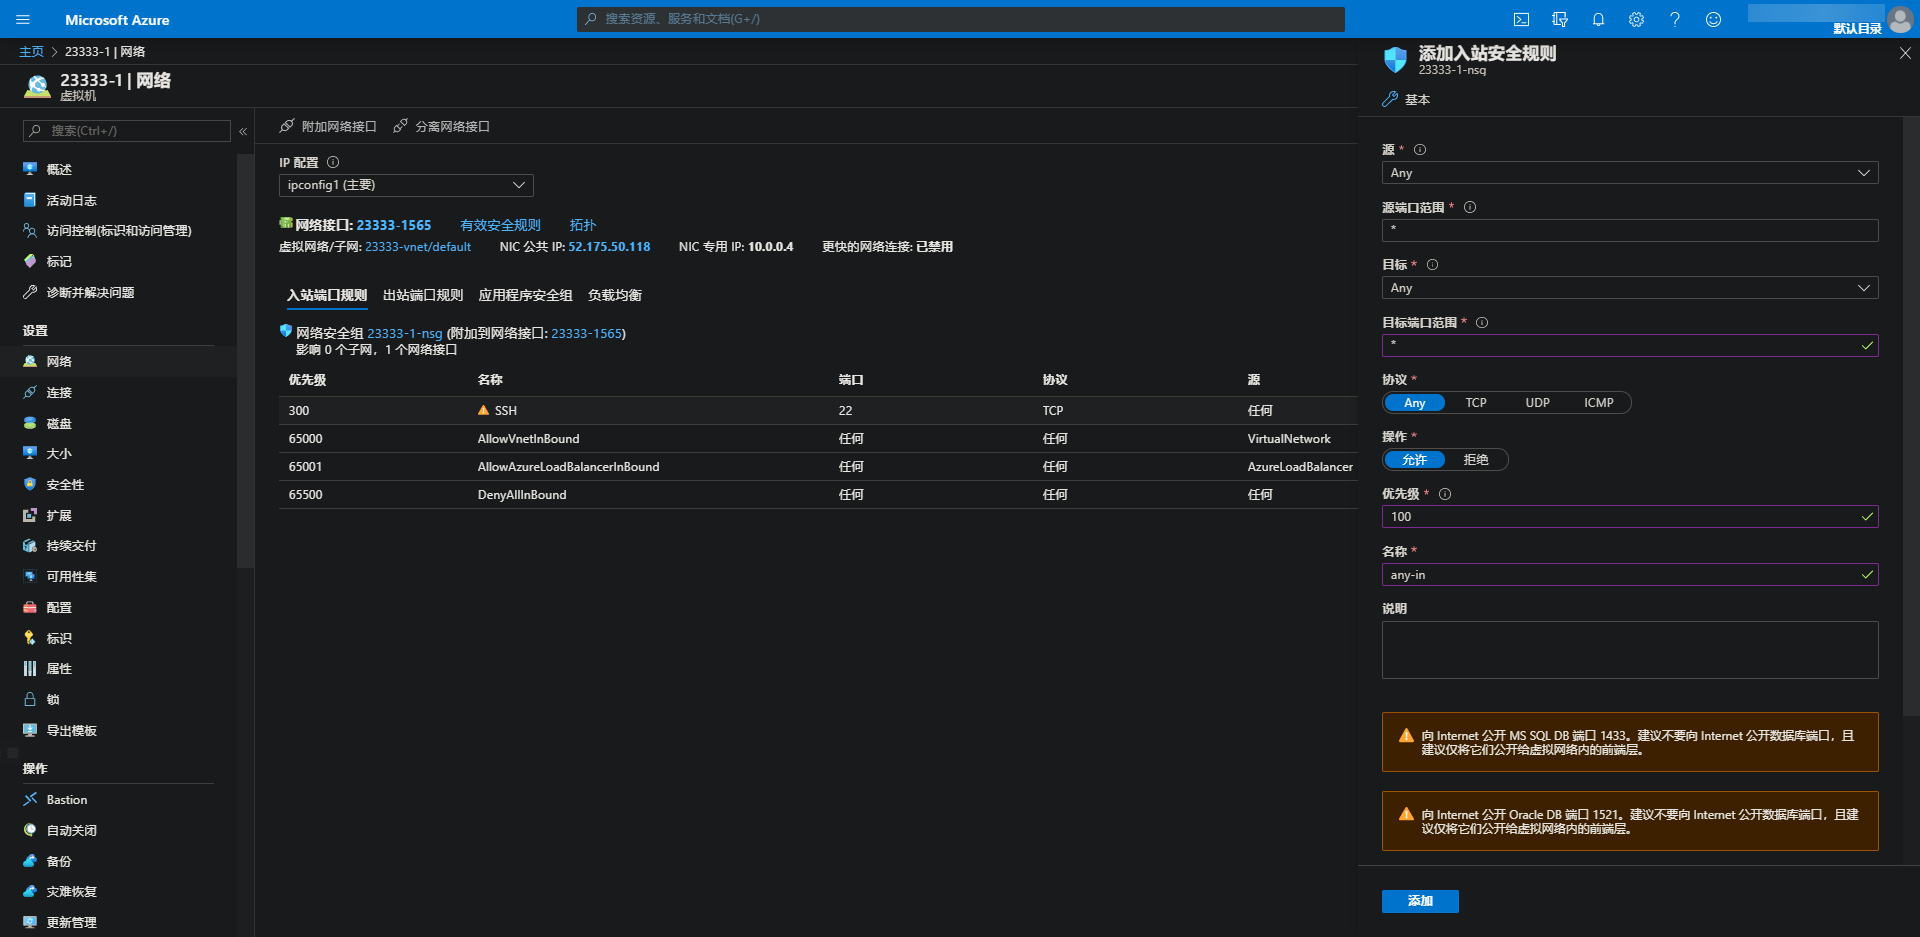 Microsoft Azure
搜索资源、服务和文档(G+/)
默认目录
主页 > 23333-1 | 网络
23333-1 | 网络
虚拟机
搜索(Ctrl+/)
«
概述
活动日志
访问控制(标识和访问管理)
标记
诊断并解决问题
设置
网络
连接
磁盘
大小
安全性
扩展
持续交付
可用性集
配置
标识
属性
锁
导出模板
操作
Bastion
自动关闭
备份
灾难恢复
更新管理
附加网络接口 分离网络接口
IP 配置
ipconfig1 (主要)
网络接口: 23333-1565 有效安全规则 拓扑
虚拟网络/子网: 23333-vnet/default NIC 公共 IP: 52.175.50.118 NIC 专用 IP: 10.0.0.4 更快的网络连接: 已禁用
入站端口规则 出站端口规则 应用程序安全组 负载均衡
网络安全组 23333-1-nsg (附加到网络接口: 23333-1565)
影响 0 个子网，1 个网络接口
优先级 名称 端口 协议 源
300 SSH 22 TCP 任何
65000 AllowVnetInBound 任何 任何 VirtualNetwork
65001 AllowAzureLoadBalancerInBound 任何 任何 AzureLoadBalancer
65500 DenyAllInBound 任何 任何 任何
添加入站安全规则
23333-1-nsg
基本
源 *
Any
源端口范围 *
*
目标 *
Any
目标端口范围 *
*
协议 *
Any TCP UDP ICMP
操作 *
允许 拒绝
优先级 *
100
名称 *
any-in
说明
向 Internet 公开 MS SQL DB 端口 1433。建议不要向 Internet 公开数据库端口，且
建议仅将它们公开给虚拟网络内的前端层。
向 Internet 公开 Oracle DB 端口 1521。建议不要向 Internet 公开数据库端口，且建
议仅将它们公开给虚拟网络内的前端层。
添加